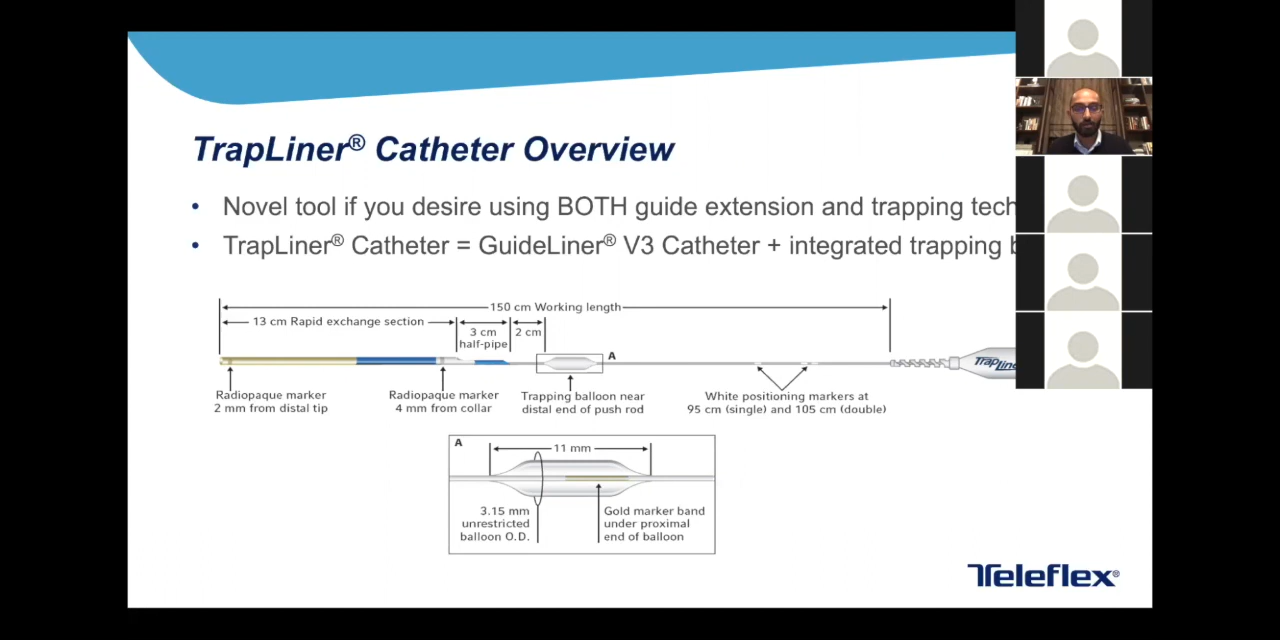 TrapLiner® Catheter Overview
• Novel tool if you desire using BOTH guide extension and trapping tech
• TrapLiner® Catheter = GuideLiner® V3 Catheter + integrated trapping
150 cm Working length
13 cm Rapid exchange section
3 cm
half-pipe
2 cm
A
TrapLine
Radiopaque marker
2 mm from distal tip
Radiopaque marker
4 mm from collar
Trapping balloon near
distal end of push rod
White positioning markers at
95 cm (single) and 105 cm (double)
A
11 mm
3.15 mm
unrestricted
balloon O.D.
Gold marker band
under proximal
end of balloon
Teleflex®